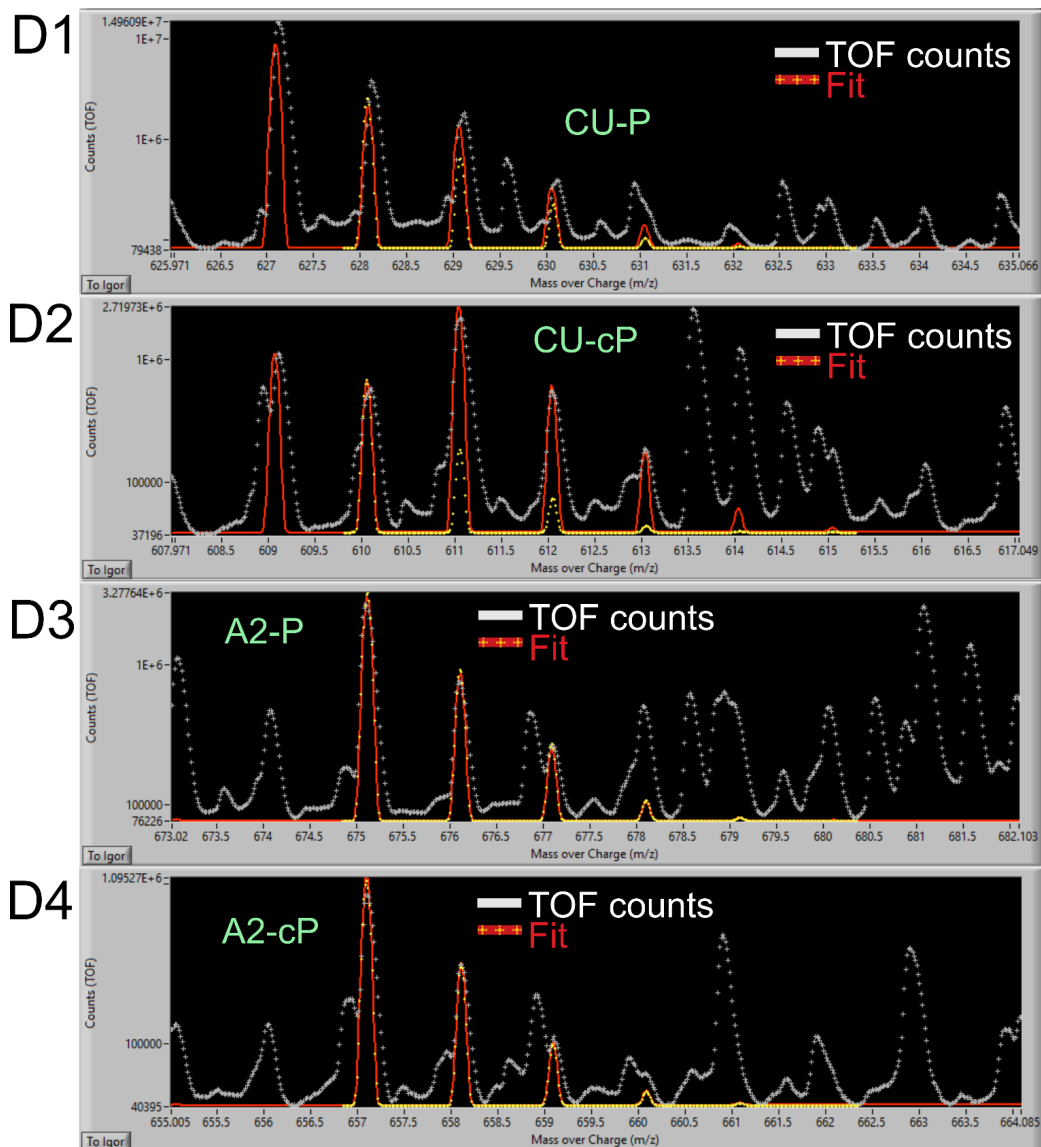 D1
1.49609E+7
1E+7
1E+6
79438
Counts (TOF)
TOF counts
Fit
CU-P
625.971 626.5 627 627.5 628 628.5 629 629.5 630 630.5 631 631.5 632 632.5 633 633.5 634 634.5 635.066
To Igor
Mass over Charge (m/z)
D2
2.71973E+6
1E+6
100000
37196
Counts (TOF)
CU-cP
TOF counts
Fit
607.971 608.5 609 609.5 610 610.5 611 611.5 612 612.5 613 613.5 614 614.5 615 615.5 616 616.5 617.049
To Igor
Mass over Charge (m/z)
D3
3.27764E+6
1E+6
100000
76226
Counts (TOF)
A2-P
TOF counts
Fit
673.02 673.5 674 674.5 675 675.5 676 676.5 677 677.5 678 678.5 679 679.5 680 680.5 681 681.5 682.103
To Igor
Mass over Charge (m/z)
D4
1.09527E+6
100000
40395
Counts (TOF)
A2-cP
TOF counts
Fit
655.005 655.5 656 656.5 657 657.5 658 658.5 659 659.5 660 660.5 661 661.5 662 662.5 663 663.5 664.085
To Igor
Mass over Charge (m/z)